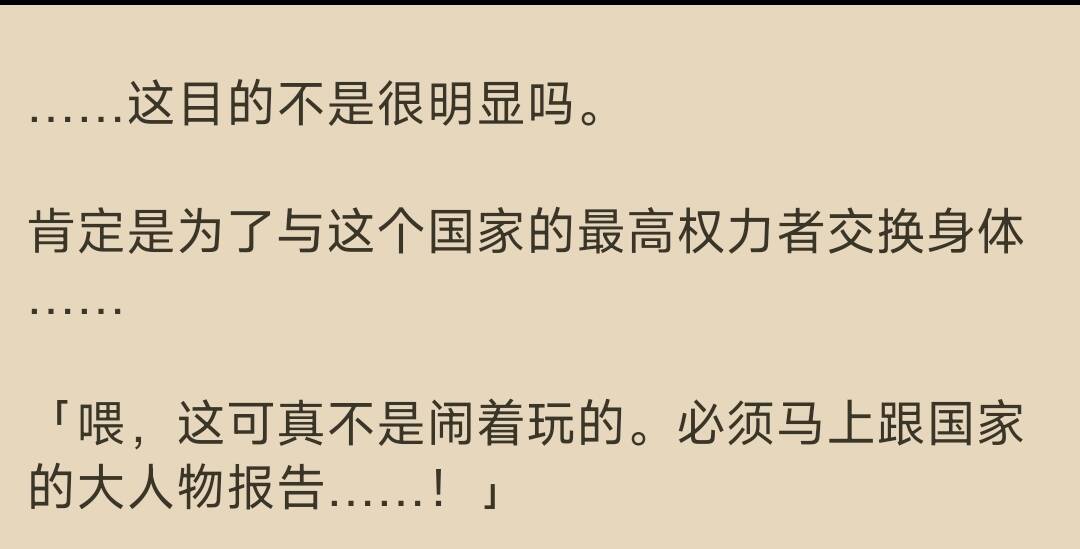 ……这目的不是很明显吗。
肯定是为了与这个国家的最高权力者交换身体
……
「喂，这可真不是闹着玩的。必须马上跟国家
的大人物报告……！」